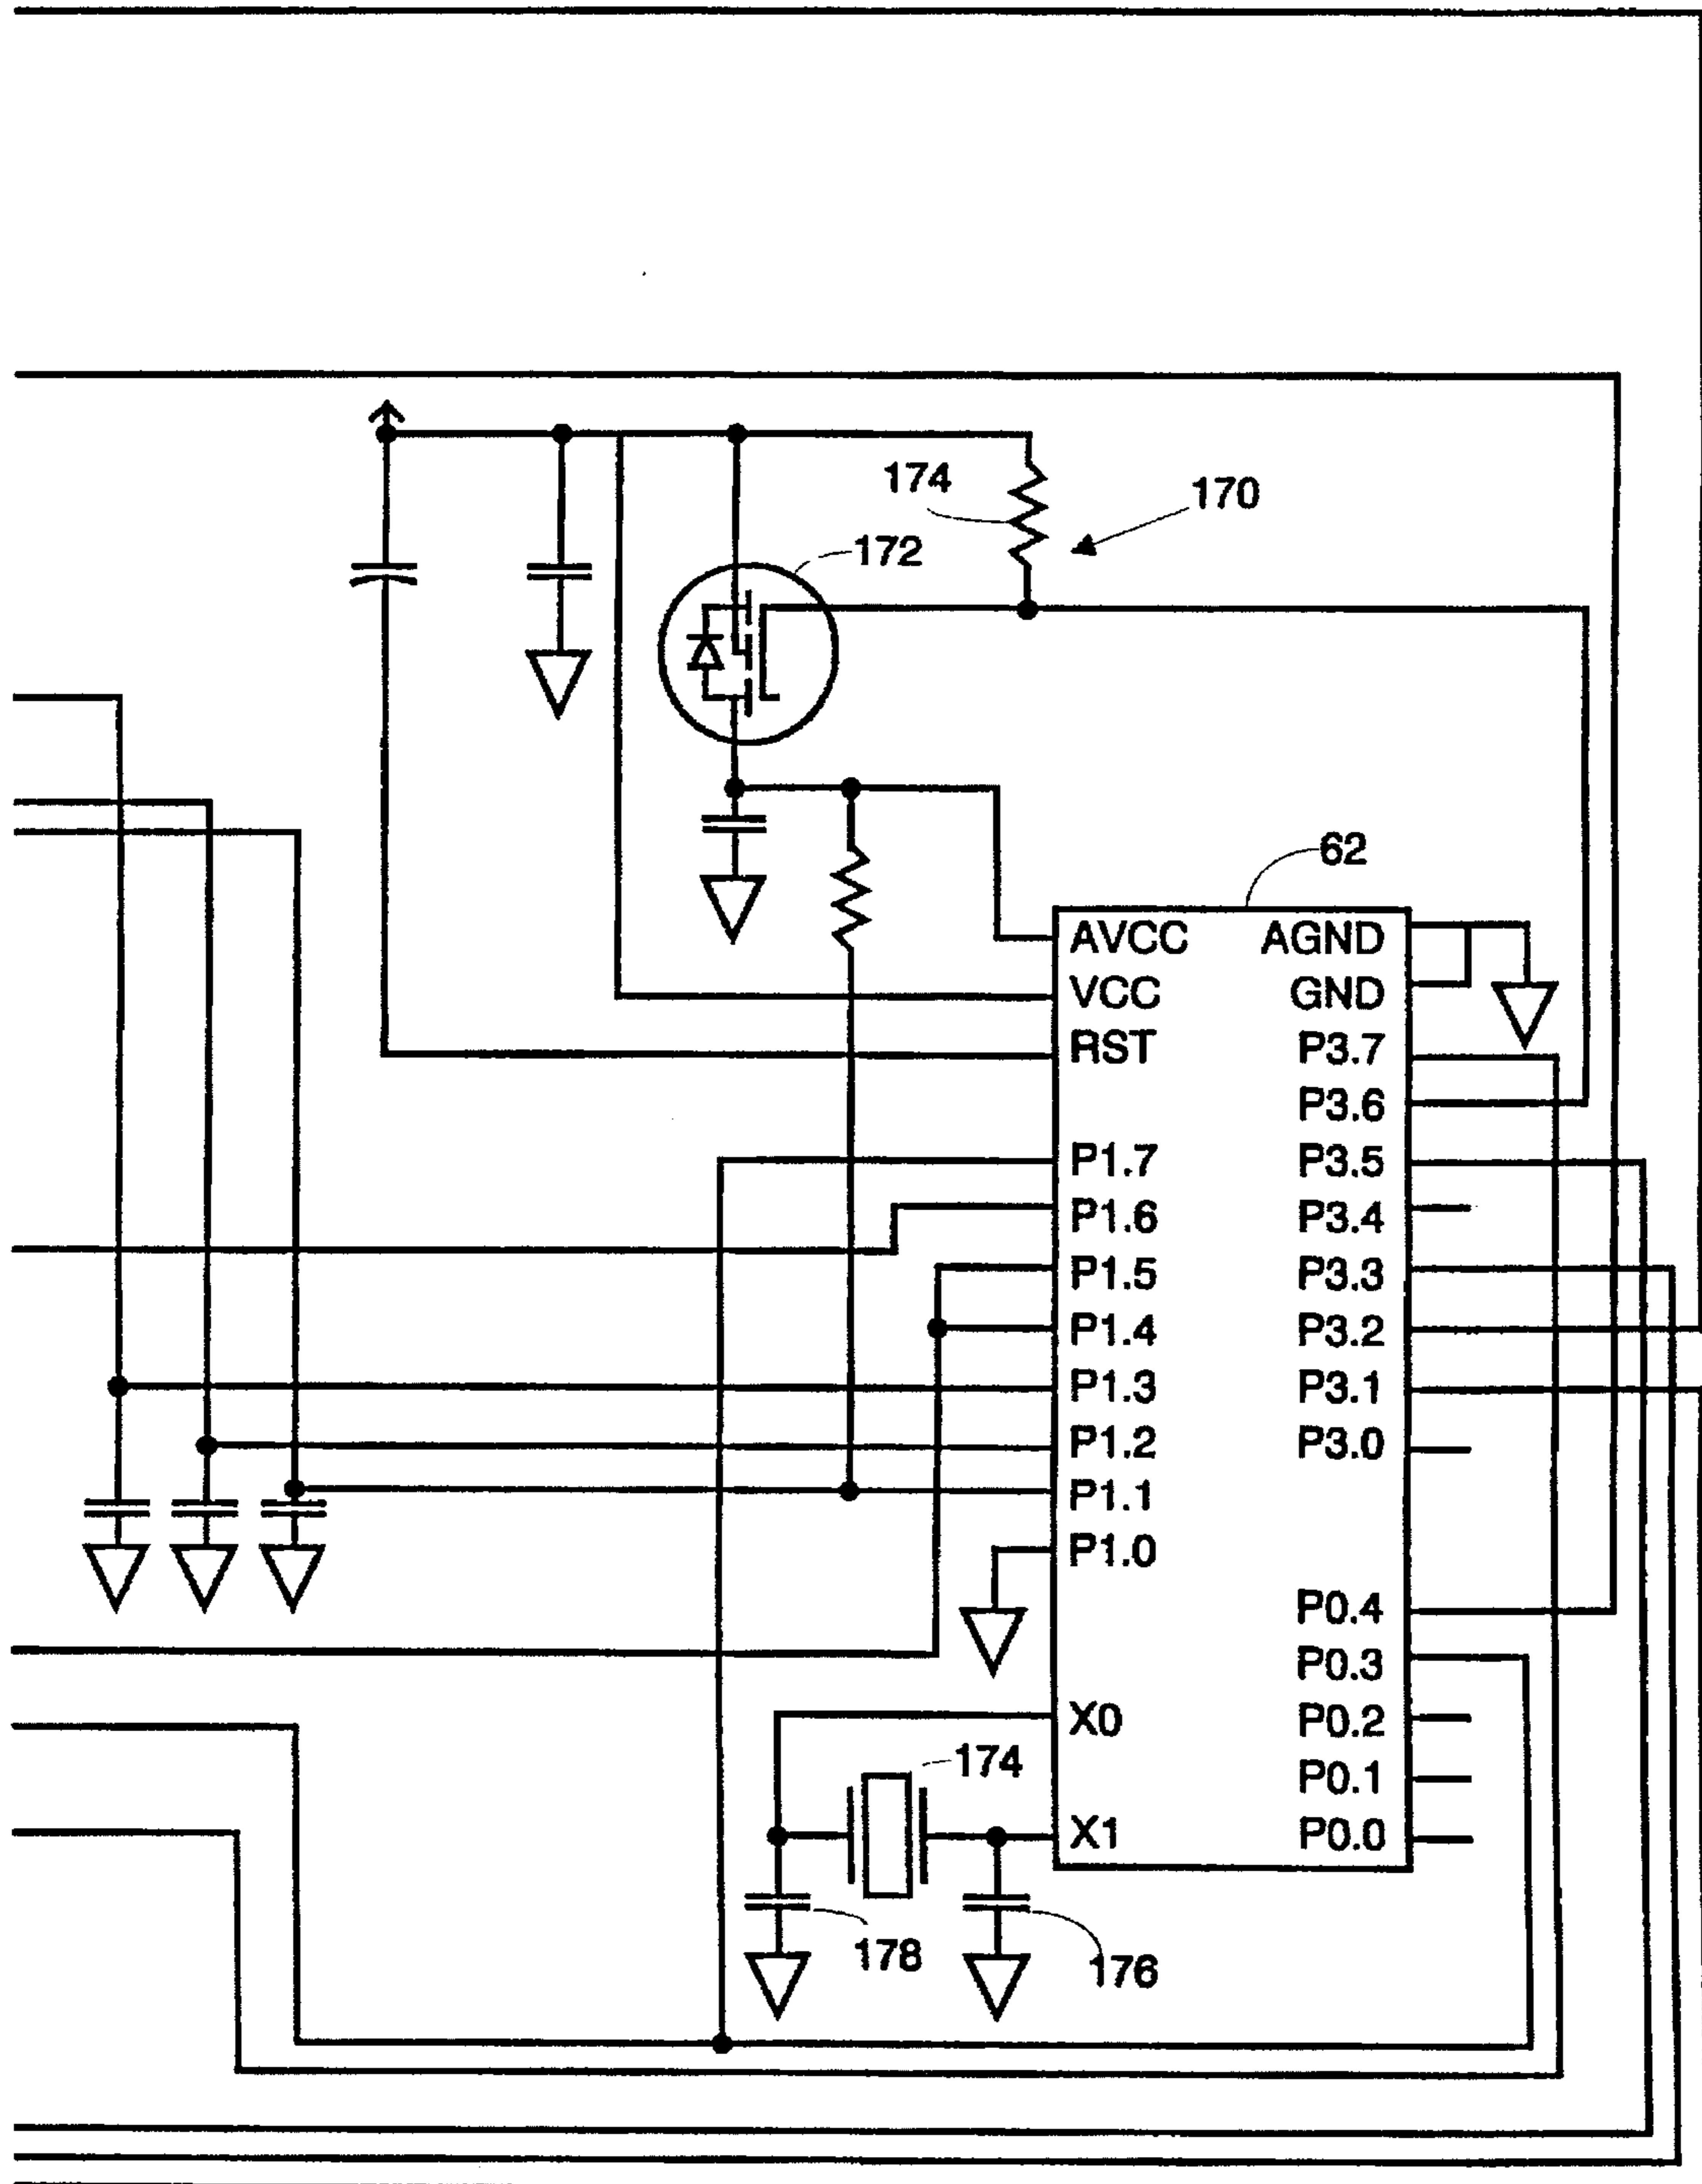 174
170
172
62
AVCC AGND
VCC GND
RST P3.7
P3.6
P1.7 P3.5
P1.6 P3.4
P1.5 P3.3
P1.4 P3.2
P1.3 P3.1
P1.2 P3.0
P1.1
P1.0
P0.4
P0.3
X0 P0.2
174 P0.1
X1 P0.0
178 176